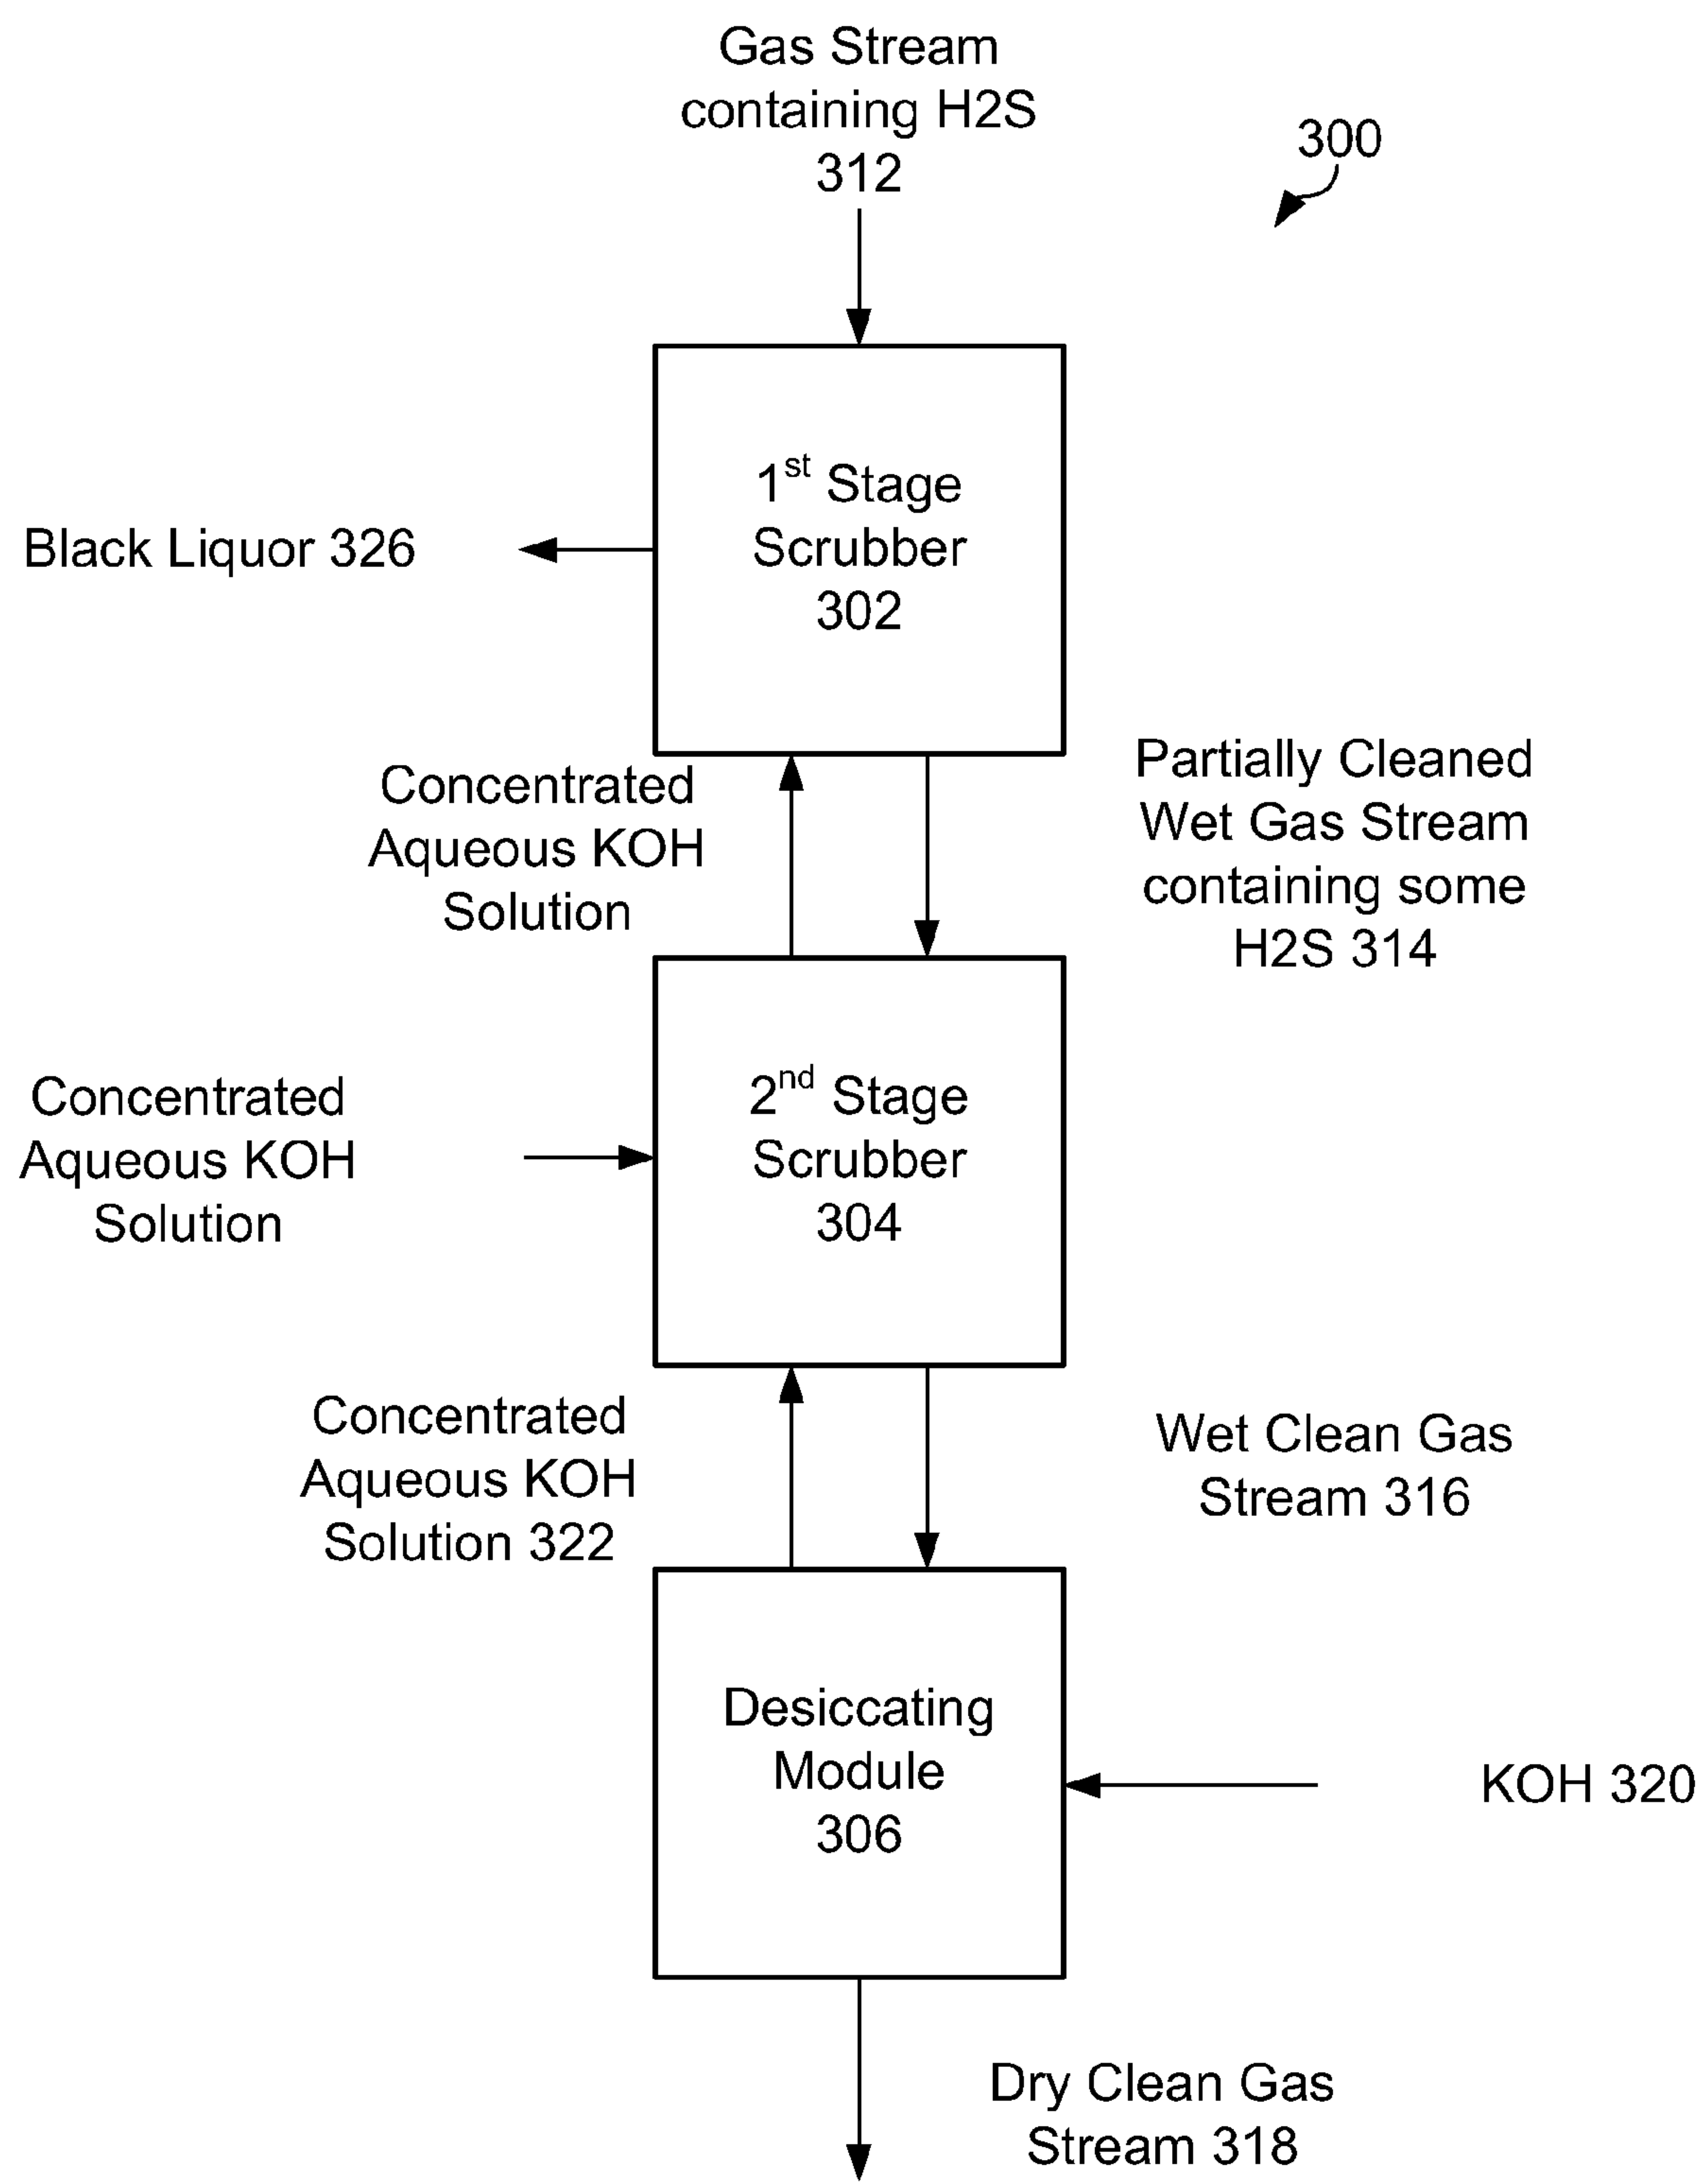 Gas Stream
containing H2S
312
300
1st Stage
Scrubber
302
Black Liquor 326
Concentrated
Aqueous KOH
Solution
Partially Cleaned
Wet Gas Stream
containing some
H2S 314
2nd Stage
Scrubber
304
Concentrated
Aqueous KOH
Solution
Concentrated
Aqueous KOH
Solution 322
Wet Clean Gas
Stream 316
Desiccating
Module
306
KOH 320
Dry Clean Gas
Stream 318